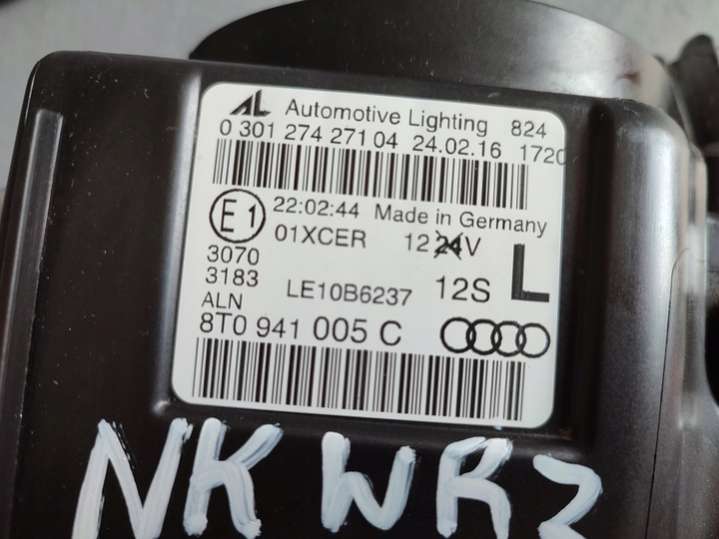 AL Automotive Lighting 824
0 301 274 271 04 24.02.16 1720
E1 22:02:44 Made in Germany
01XCER 12 24V
3070
3183 LE10B6237 12S L
ALN
8T0 941 005 C
NKWRZ